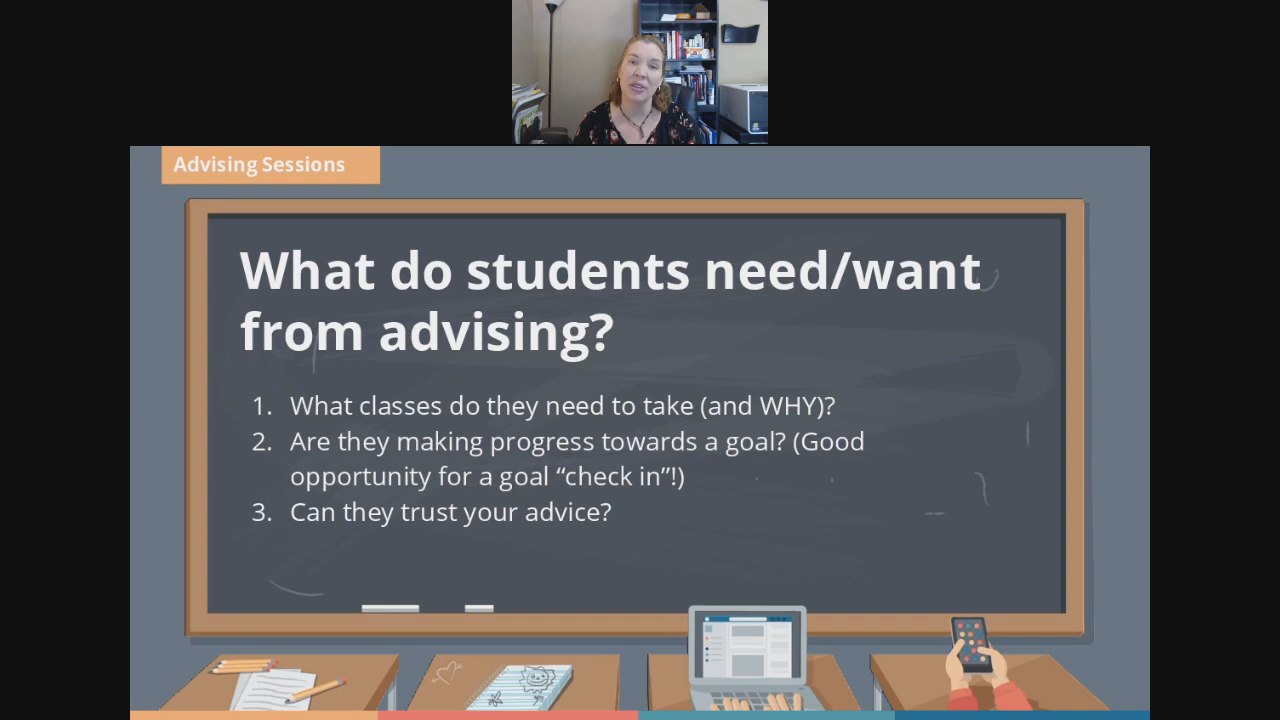 Advising Sessions
What do students need/want
from advising?
1. What classes do they need to take (and WHY)?
2. Are they making progress towards a goal? (Good
opportunity for a goal “check in”!)
3. Can they trust your advice?